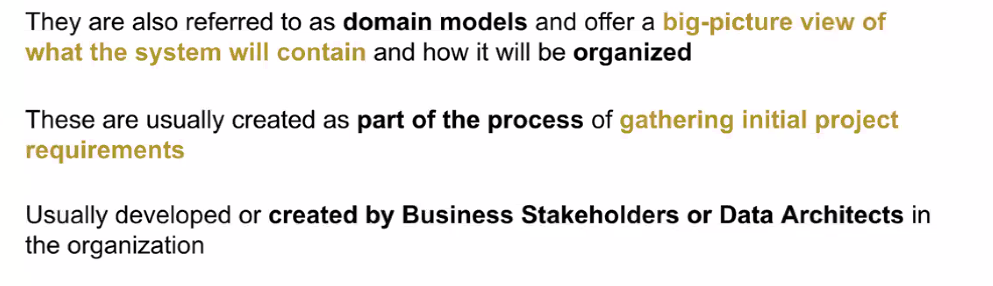 They are also referred to as domain models and offer a big-picture view of
what the system will contain and how it will be organized
These are usually created as part of the process of gathering initial project
requirements
Usually developed or created by Business Stakeholders or Data Architects in
the organization